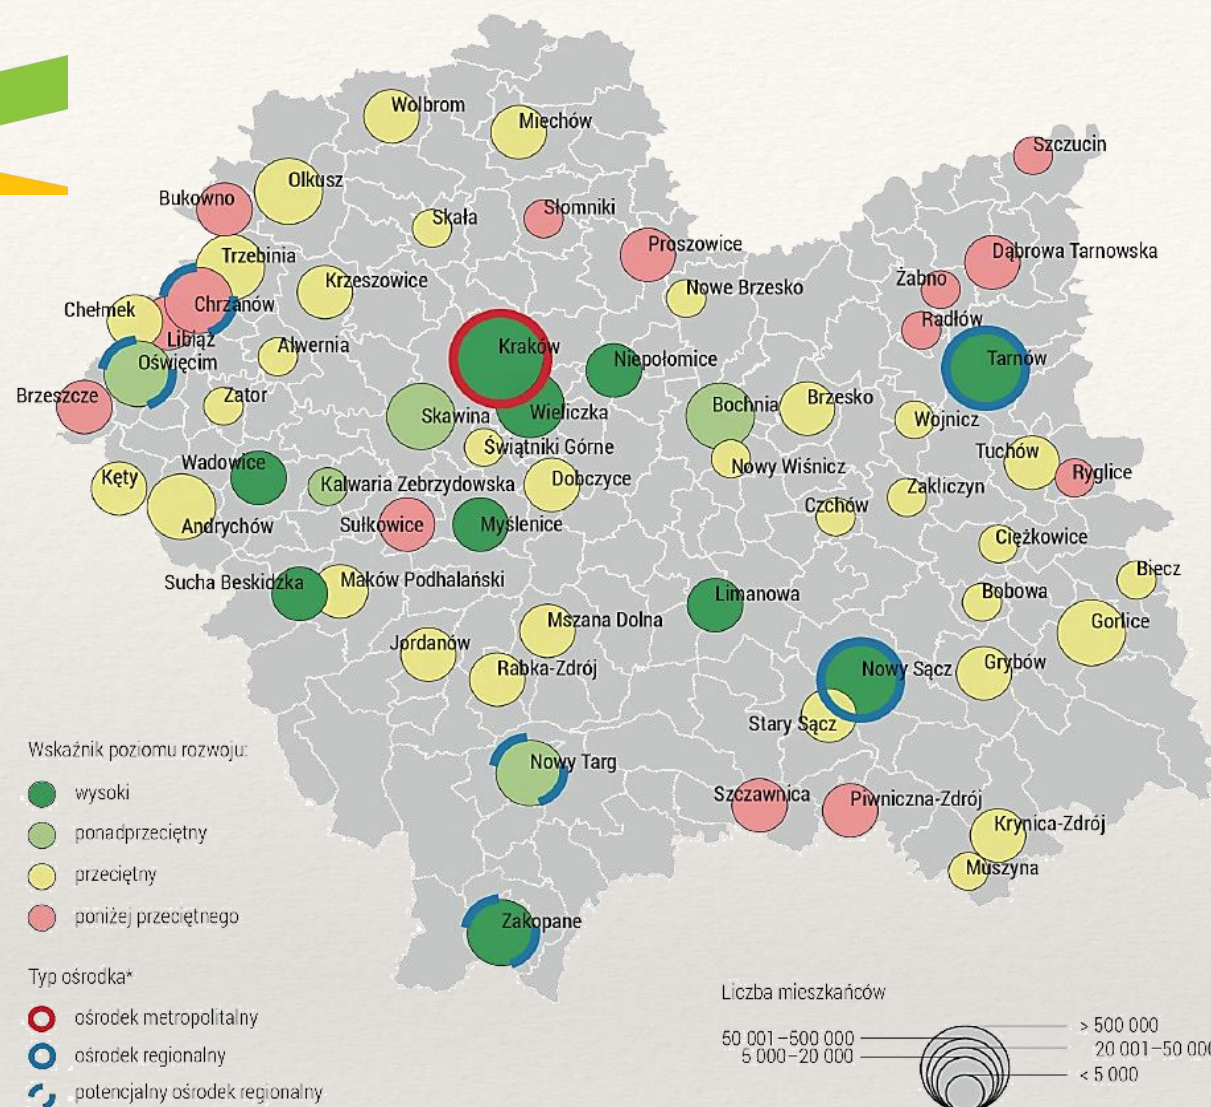 Wolbrom
Miechów
Szczucin
Olkusz
Bukowno
Słomniki
Skała
Proszowice
Dąbrowa Tarnowska
Trzebinia
Krzeszowice
Żabno
Nowe Brzesko
Chrzanów
Chełmek
Radłów
Libiąż
Alwernia
Kraków
Niepołomice
Tarnów
Oświęcim
Brzeszcze
Zator
Skawina
Wieliczka
Bochnia
Brzesko
Wojnicz
Świątniki Górne
Tuchów
Wadowice
Nowy Wiśnicz
Ryglice
Kęty
Kalwaria Zebrzydowska
Dobczyce
Zakliczyn
Czchów
Andrychów
Sułkowice
Myślenice
Ciężkowice
Biecz
Sucha Beskidzka
Maków Podhalański
Limanowa
Bobowa
Mszana Dolna
Gorlice
Jordanów
Rabka-Zdrój
Nowy Sącz
Grybów
Stary Sącz
Wskaźnik poziomu rozwoju:
Nowy Targ
wysoki
Szczawnica
Piwniczna-Zdrój
ponadprzeciętny
Krynica-Zdrój
przeciętny
Muszyna
poniżej przeciętnego
Zakopane
Typ ośrodka*
ośrodek metropolitalny
ośrodek regionalny
potencjalny ośrodek regionalny
Liczba mieszkańców
> 500 000
50 001–500 000
20 001–50 000
5 000–20 000
< 5 000